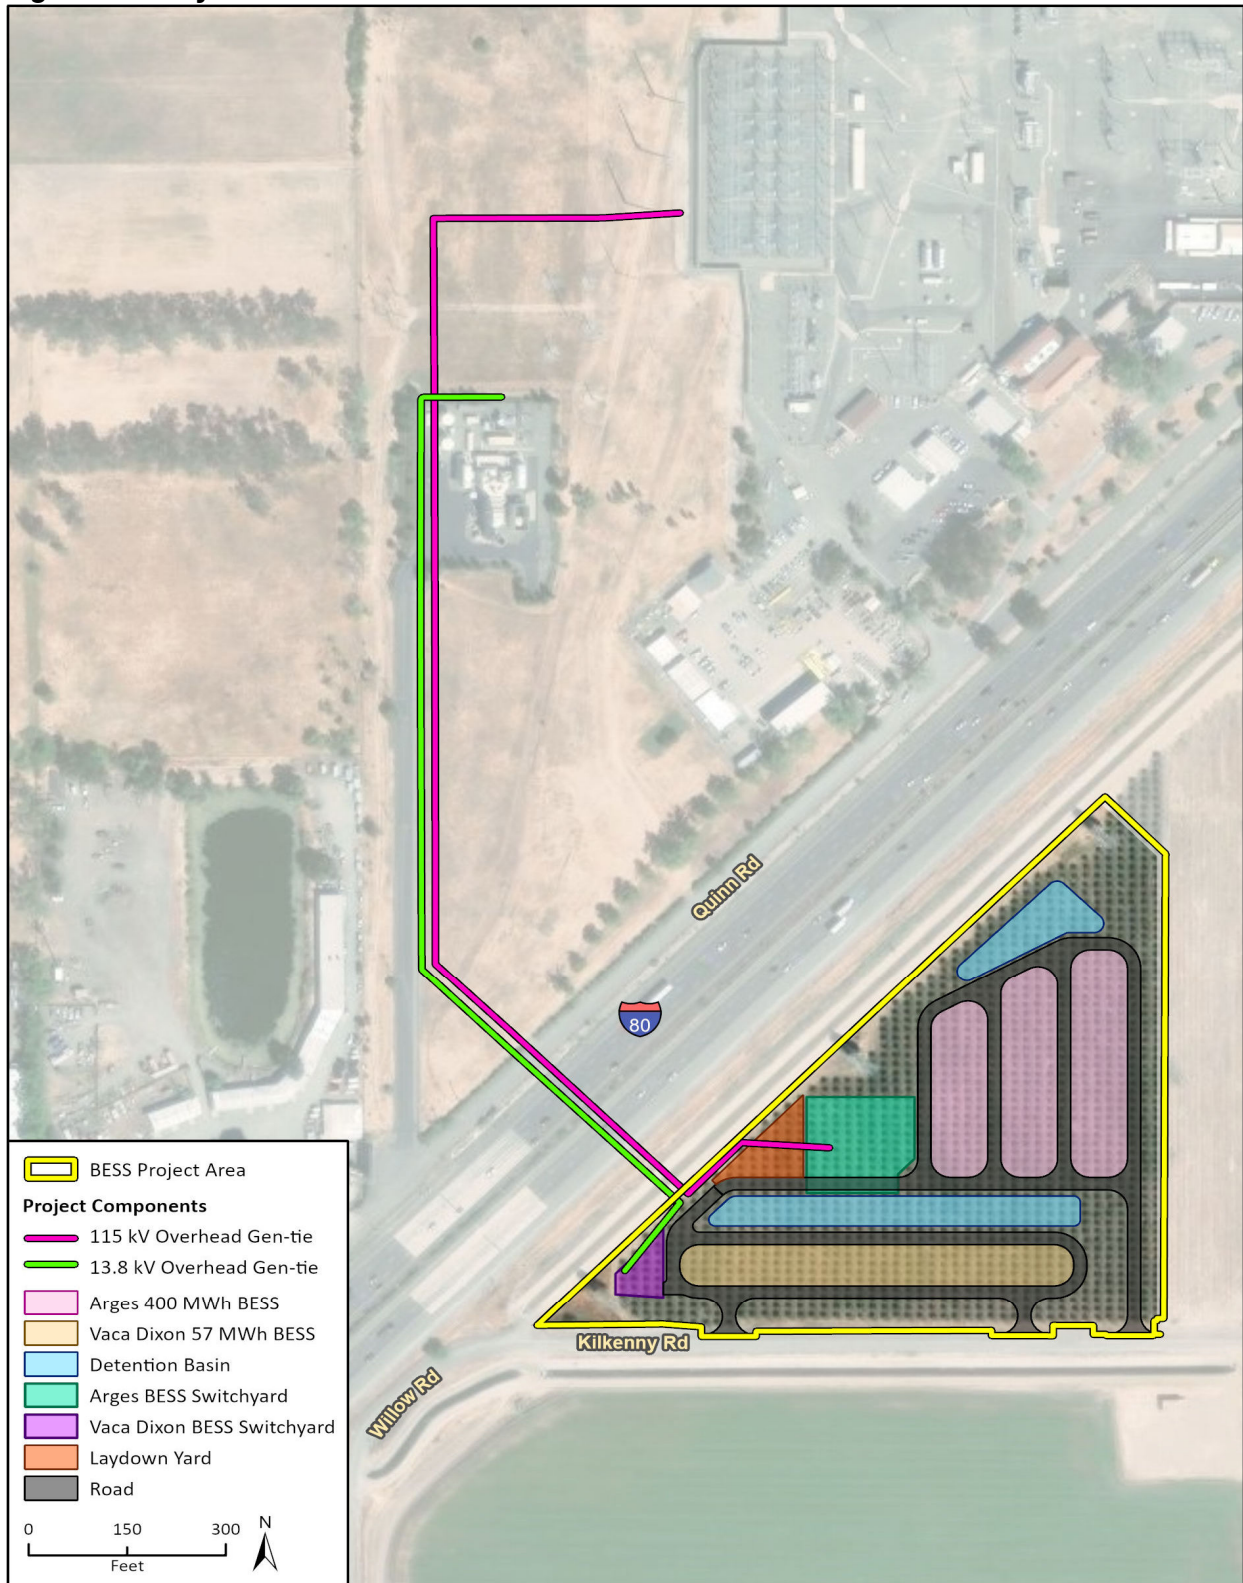 Quinn Rd
80
Kilkenny Rd
Willow Rd
BESS Project Area
Project Components
115 kV Overhead Gen-tie
13.8 kV Overhead Gen-tie
Arges 400 MWh BESS
Vaca Dixon 57 MWh BESS
Detention Basin
Arges BESS Switchyard
Vaca Dixon BESS Switchyard
Laydown Yard
Road
0 150 300 N
Feet